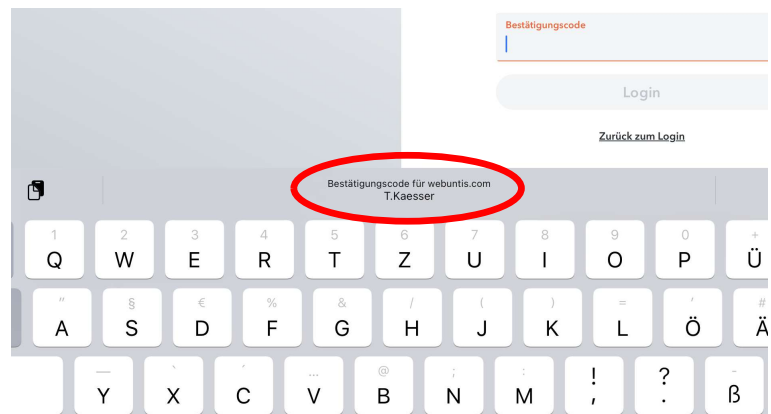 Bestätigungscode
Login
Zurück zum Login
Bestätigungscode für webuntis.com
T.Kaesser
1 2 3 4 5 6 7 8 9 0 +
Q W E R T Z U I O P Ü
" § € % & / ( ) = ' #
A S D F G H J K L Ö Ä
— ` ´ ... @ ; : ! ? -
Y X C V B N M , . ß